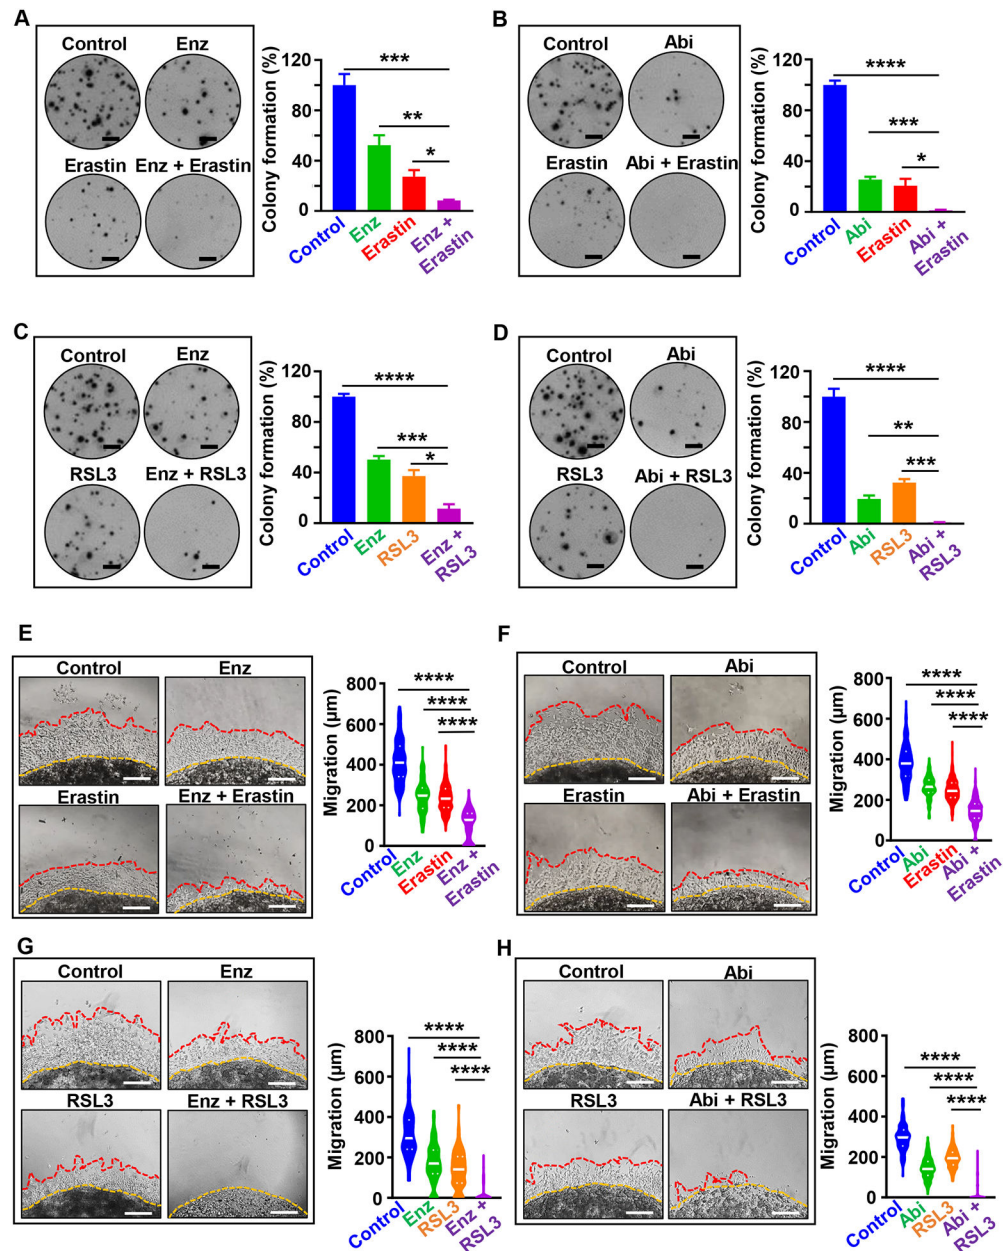 A
Control
Enz
Erastin
Enz + Erastin
Colony formation (%)
120
80
40
0
***
**
*
Control
Enz
Erastin
Enz +
Erastin
B
Control
Abi
Erastin
Abi + Erastin
Colony formation (%)
120
80
40
0
****
***
*
Control
Abi
Erastin
Abi +
Erastin
C
Control
Enz
RSL3
Enz + RSL3
Colony formation (%)
120
80
40
0
****
***
*
Control
Enz
RSL3
Enz +
RSL3
D
Control
Abi
RSL3
Abi + RSL3
Colony formation (%)
120
80
40
0
****
**
***
Control
Abi
RSL3
Abi +
RSL3
E
Control
Enz
Erastin
Enz + Erastin
Migration (µm)
800
600
400
200
0
****
****
****
Control
Enz
Erastin
Enz +
Erastin
F
Control
Abi
Erastin
Abi + Erastin
Migration (µm)
800
600
400
200
0
****
****
****
Control
Abi
Erastin
Abi +
Erastin
G
Control
Enz
RSL3
Enz + RSL3
Migration (µm)
800
600
400
200
0
****
****
****
Control
Enz
RSL3
Enz +
RSL3
H
Control
Abi
RSL3
Abi + RSL3
Migration (µm)
800
600
400
200
0
****
****
****
Control
Abi
RSL3
Abi +
RSL3